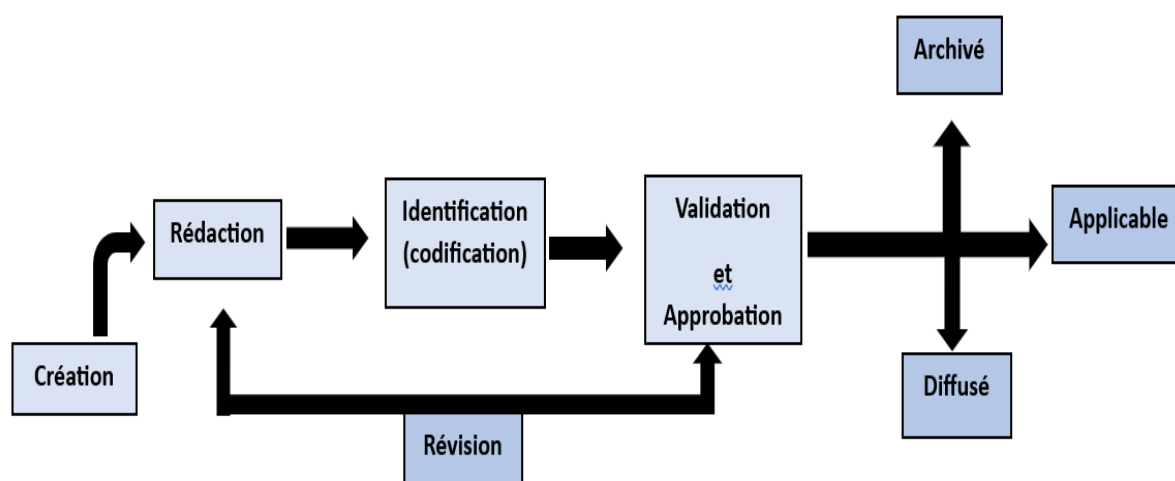 Archivé
Rédaction
Identification
(codification)
Validation
et
Approbation
Applicable
Création
Diffusé
Révision